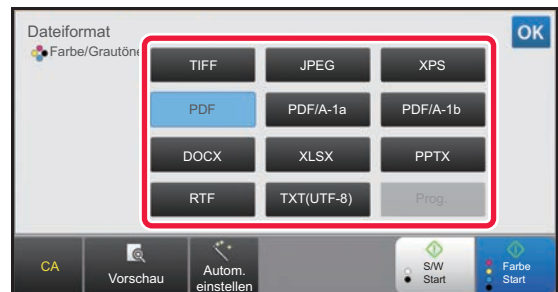 Dateiformat
OK
Farbe/Grautöne
TIFF JPEG XPS
PDF PDF/A-1a PDF/A-1b
DOCX XLSX PPTX
RTF TXT(UTF-8) Prog.
CA
Vorschau
Autom.
einstellen
S/W
Start
Farbe
Start